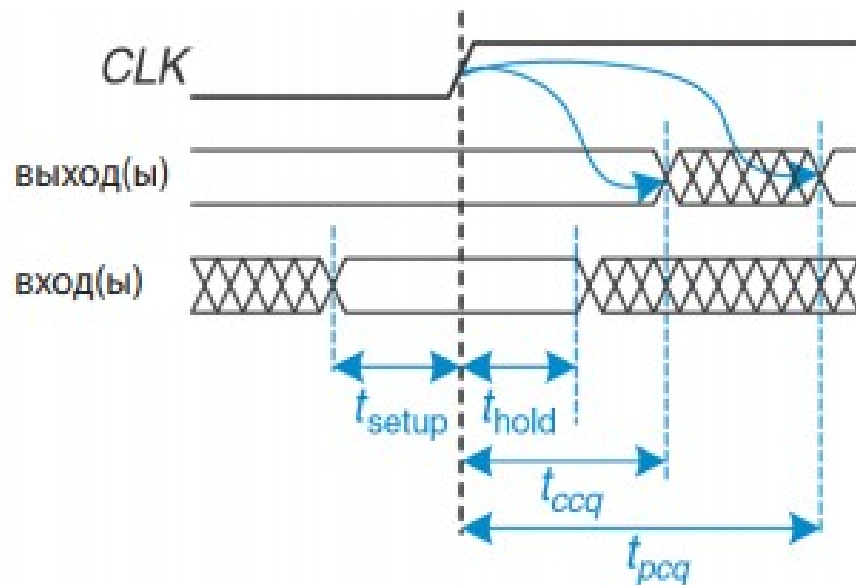 CLK
выход(ы)
вход(ы)
tsetup
thold
tccq
tpcq